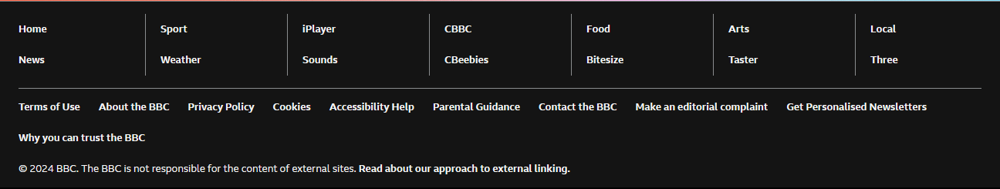 Home Sport iPlayer CBBC Food Arts Local
News Weather Sounds CBeebies Bitesize Taster Three
Terms of Use About the BBC Privacy Policy Cookies Accessibility Help Parental Guidance Contact the BBC Make an editorial complaint Get Personalised Newsletters
Why you can trust the BBC
© 2024 BBC. The BBC is not responsible for the content of external sites. Read about our approach to external linking.